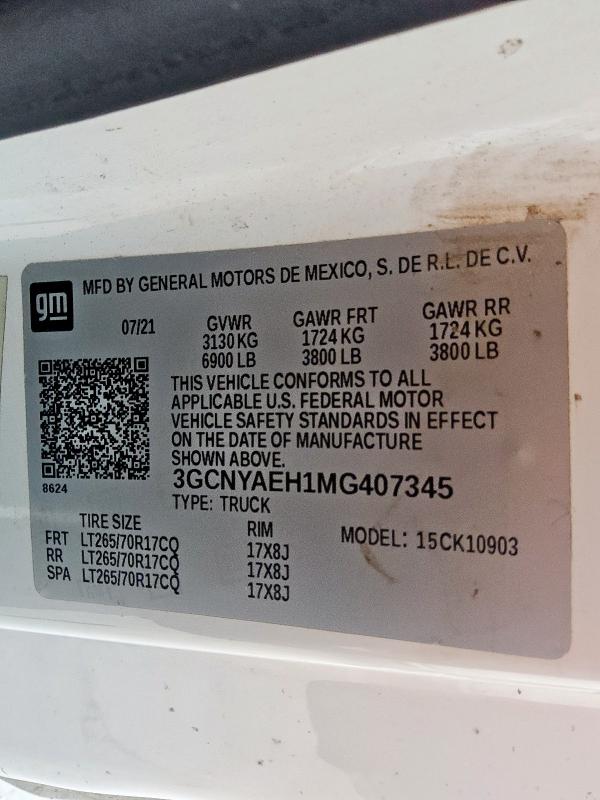 gm
MFD BY GENERAL MOTORS DE MEXICO, S. DE R.L. DE C.V.
07/21 GVWR GAWR FRT GAWR RR
3130 KG 1724 KG 1724 KG
6900 LB 3800 LB 3800 LB
THIS VEHICLE CONFORMS TO ALL
APPLICABLE U.S. FEDERAL MOTOR
VEHICLE SAFETY STANDARDS IN EFFECT
ON THE DATE OF MANUFACTURE
SHOWN ABOVE.
8624
3GCNYAEH1MG407345
TYPE: TRUCK
TIRE SIZE RIM MODEL: 15CK10903
FRT LT265/70R17CQ 17X8J
RR LT265/70R17CQ 17X8J
SPA LT265/70R17CQ 17X8J